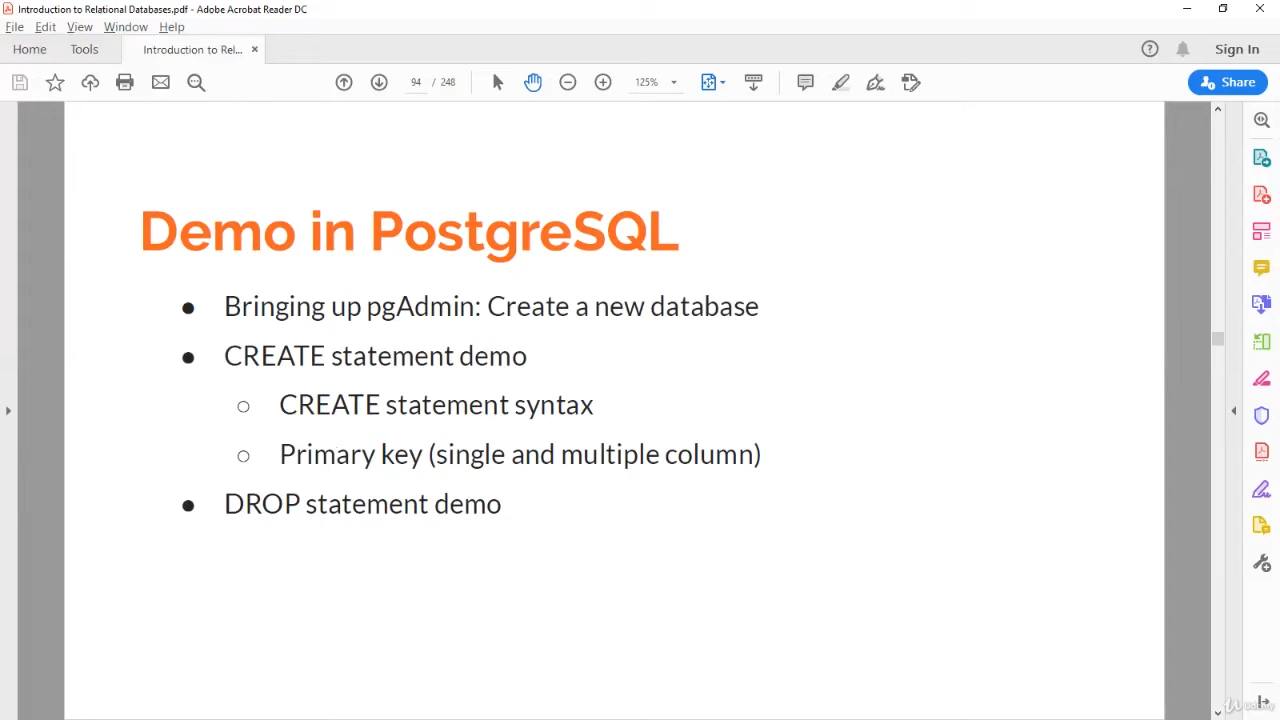 Introduction to Relational Databases.pdf - Adobe Acrobat Reader DC
File Edit View Window Help
Home Tools Introduction to Rel... Sign In
94 / 248 125% Share
Demo in PostgreSQL
● Bringing up pgAdmin: Create a new database
● CREATE statement demo
○ CREATE statement syntax
○ Primary key (single and multiple column)
● DROP statement demo
Udemy